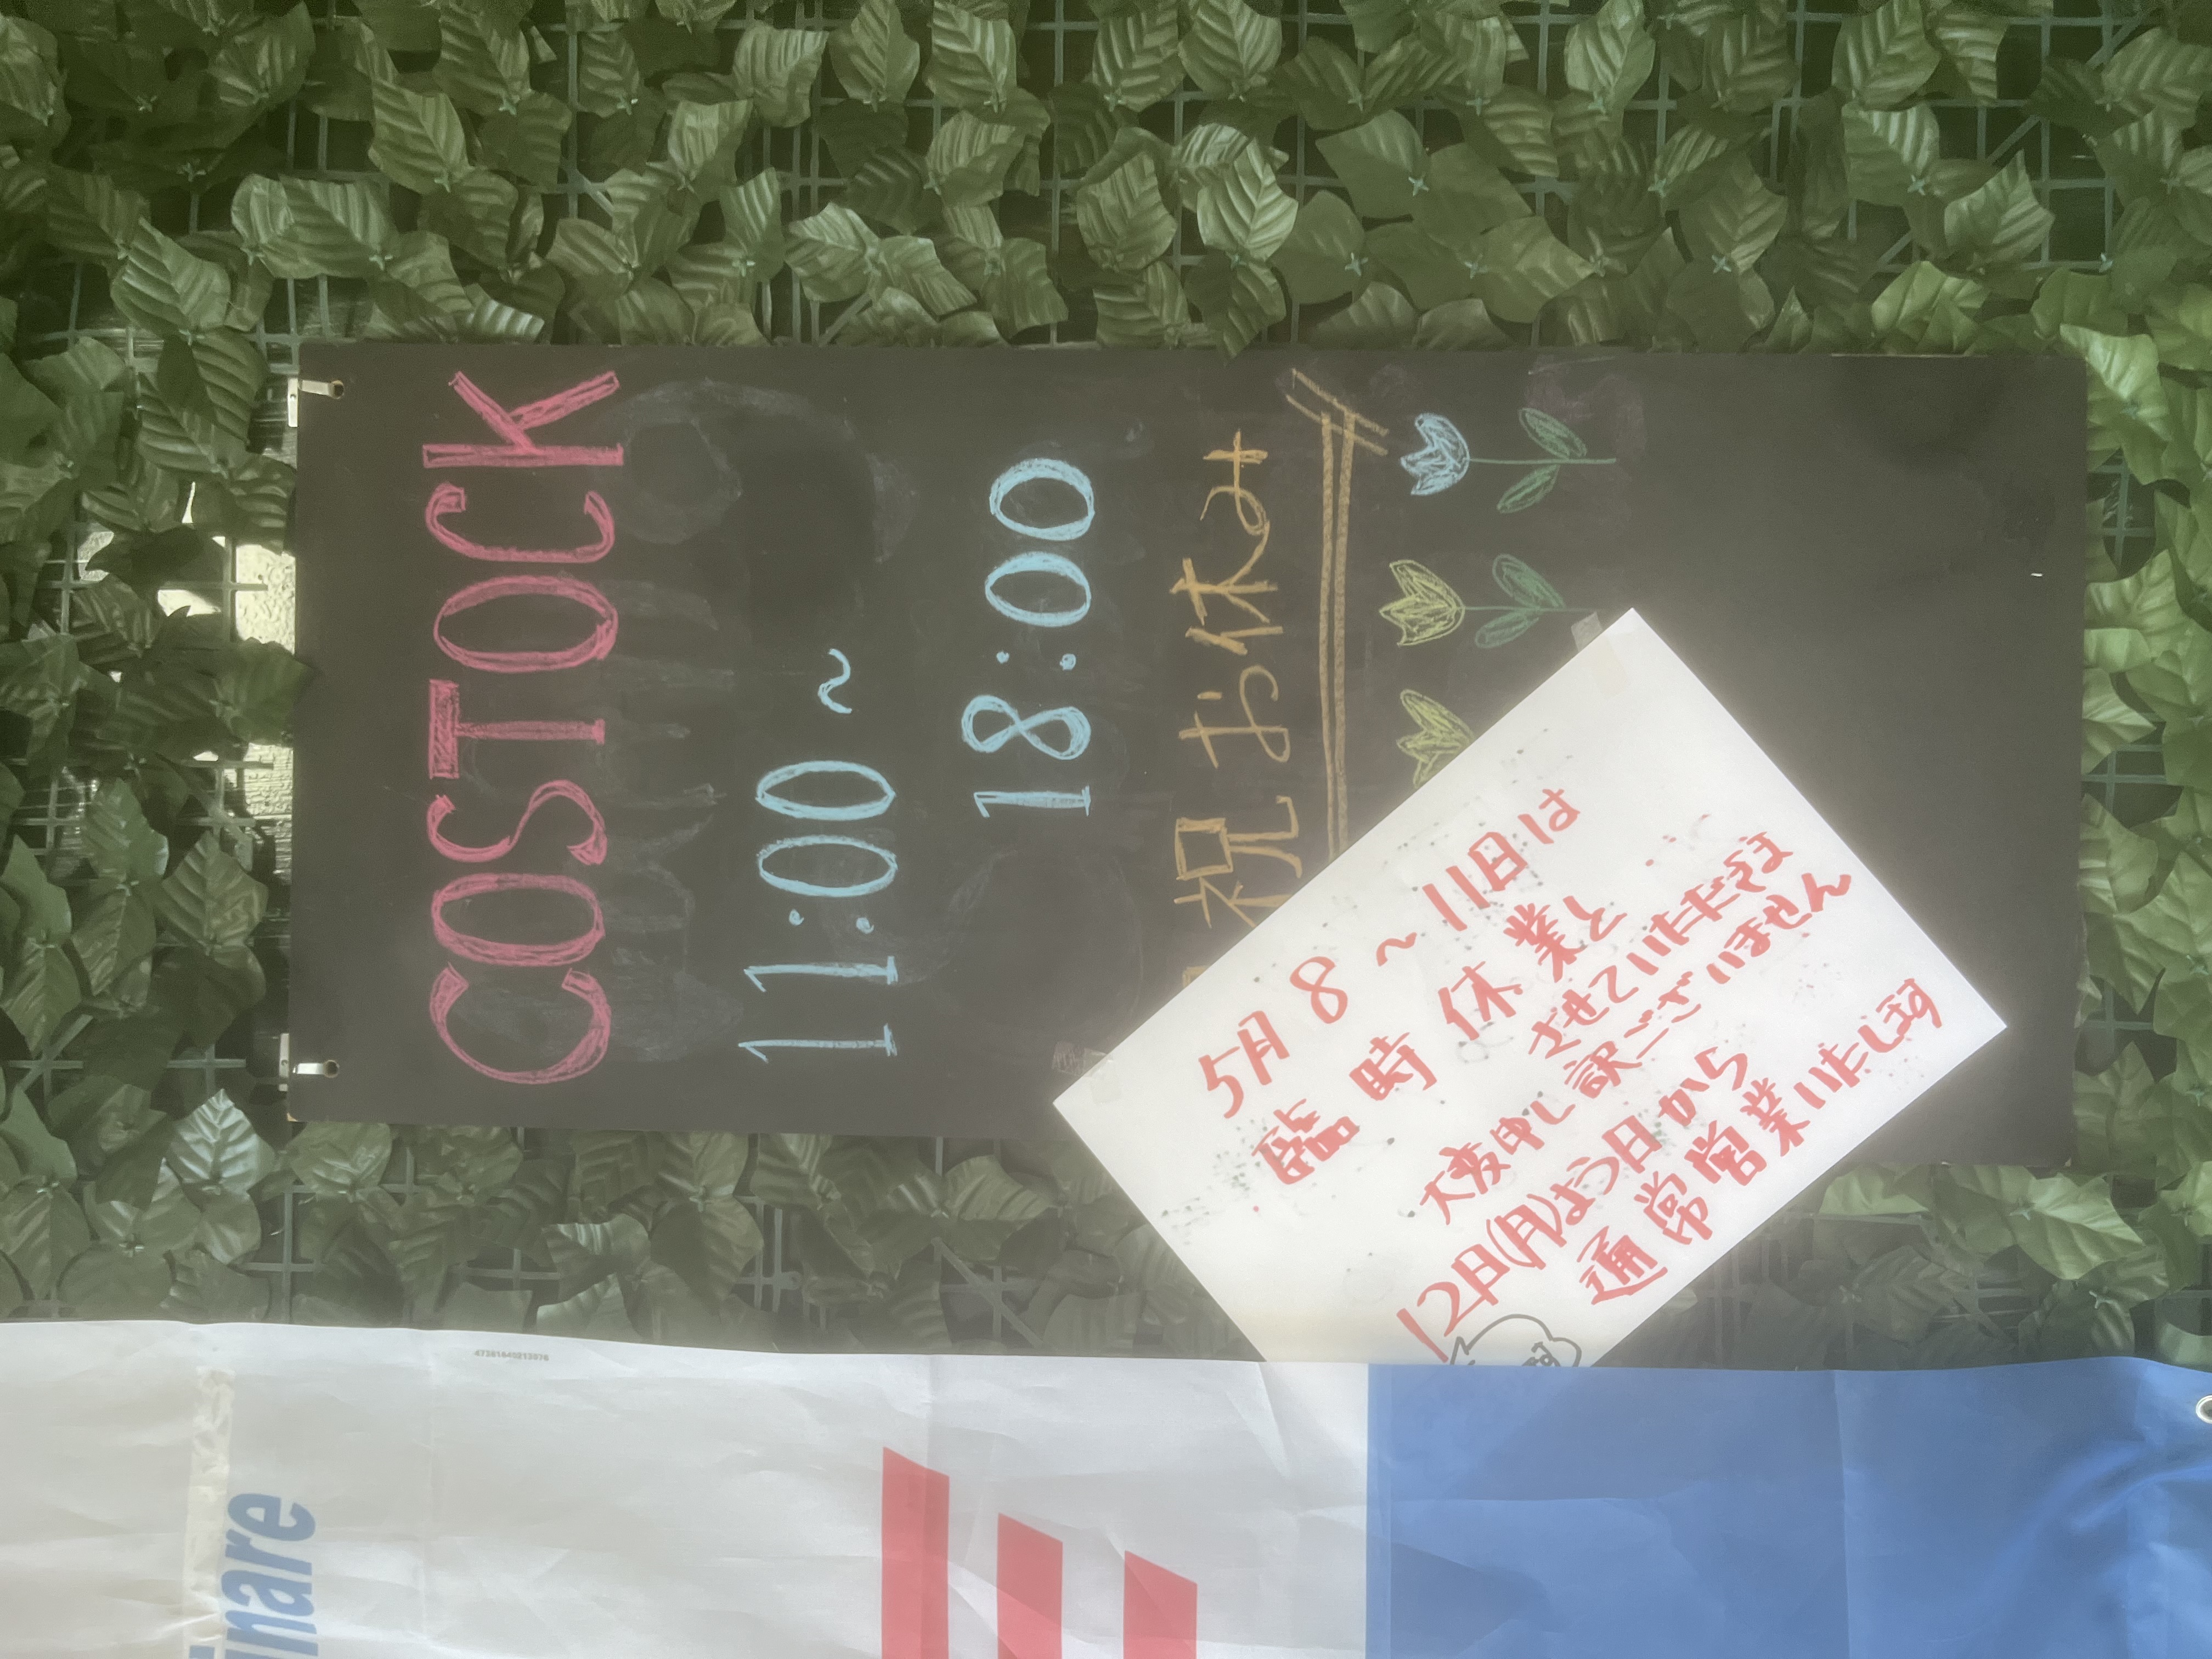 COSTOCK
11:00 ~
18:00
祝お休み
5月8~11日は
臨時休業と
させていただきま
大変申し訳ございません
12日(月)よう日から
通常営業いたします
inare